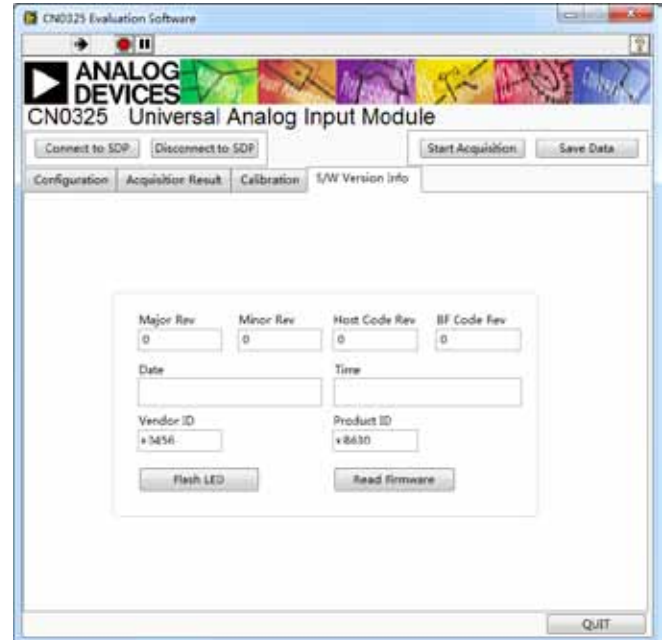 CN0325 Evaluation Software
ANALOG
DEVICES
CN0325 Universal Analog Input Module
Connect to SDP Disconnect to SDP Start Acquisition Save Data
Configuration Acquisition Result Calibration S/W Version Info
Major Rev Minor Rev Host Code Rev BF Code Rev
0 0 0 0
Date Time
Vendor ID Product ID
x3456 x8630
Flash LED Read Firmware
QUIT